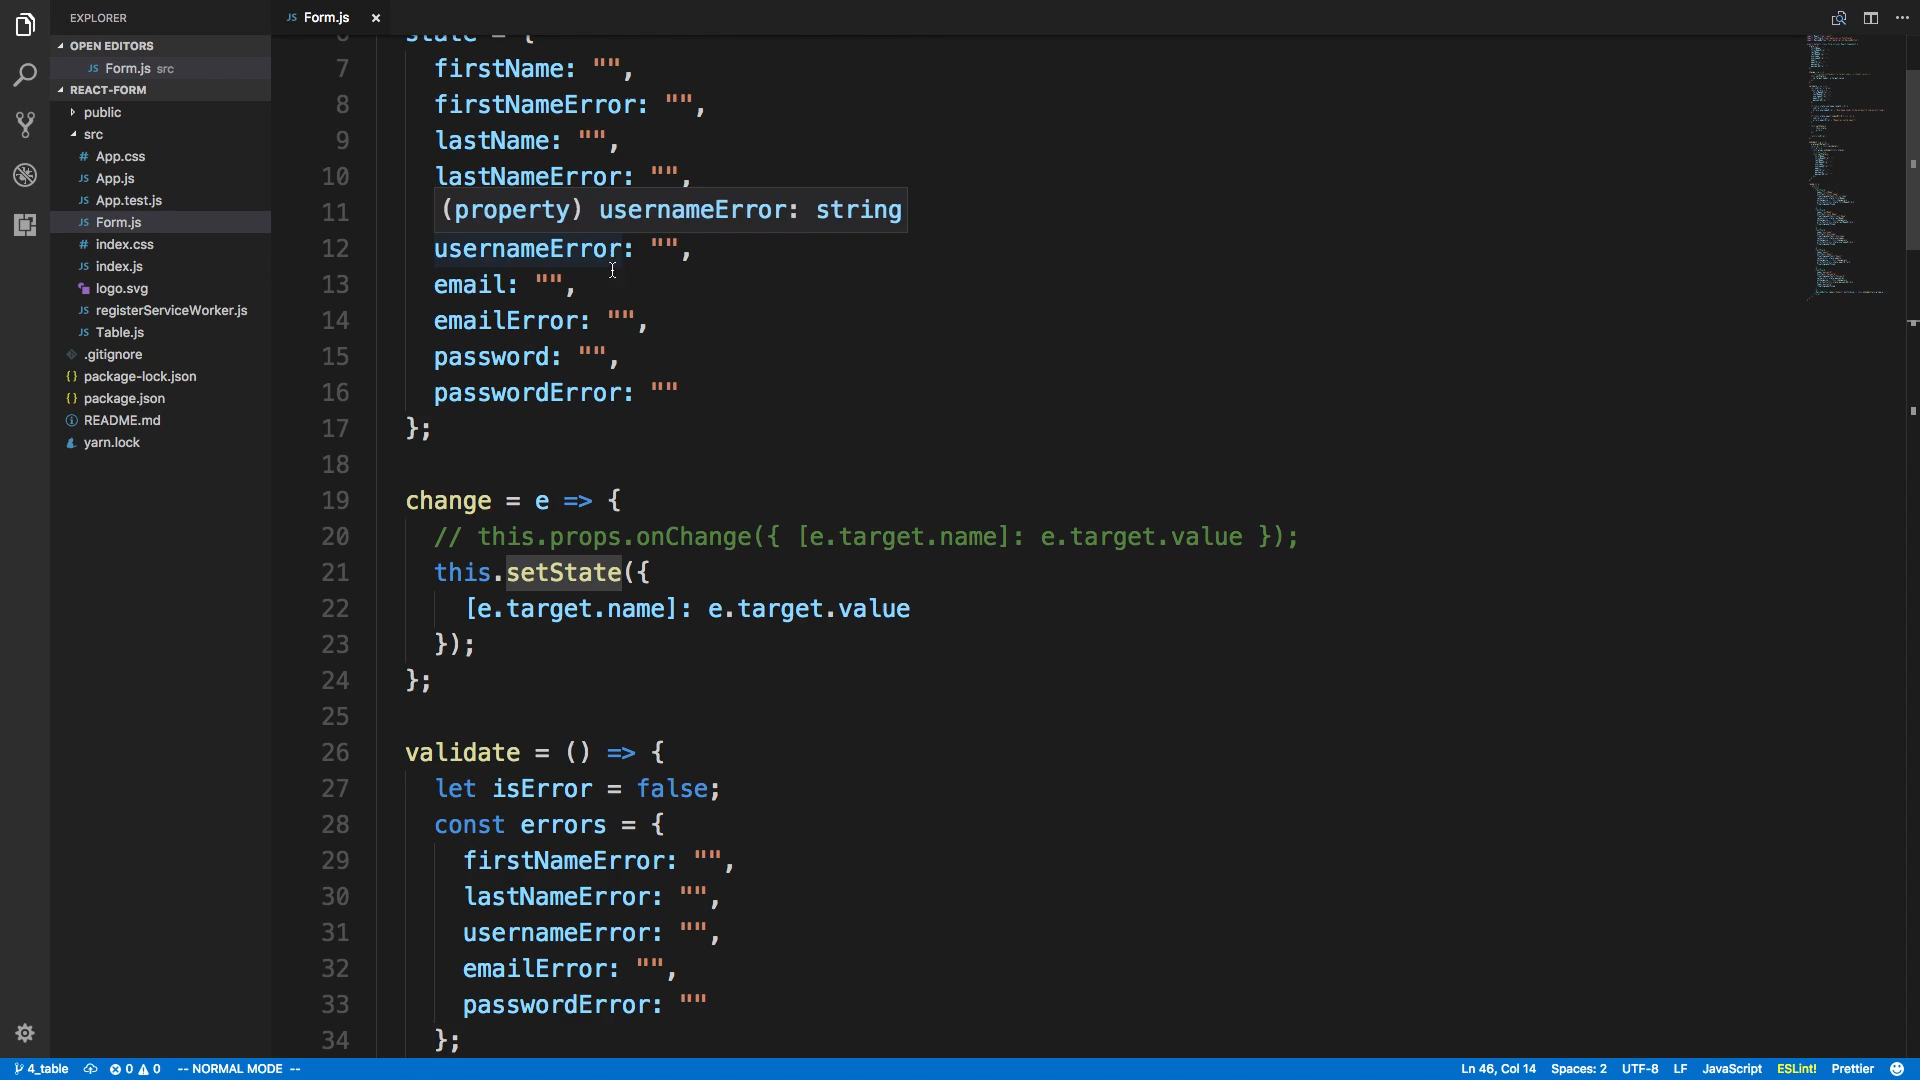 EXPLORER
OPEN EDITORS
JS Form.js src
REACT-FORM
public
src
# App.css
JS App.js
JS App.test.js
JS Form.js
# index.css
JS index.js
logo.svg
JS registerServiceWorker.js
JS Table.js
.gitignore
{} package-lock.json
{} package.json
README.md
yarn.lock
JS Form.js ×
state = {
7 firstName: "",
8 firstNameError: "",
9 lastName: "",
10 lastNameError: "",
11 (property) usernameError: string
12 usernameError: "",
13 email: "",
14 emailError: "",
15 password: "",
16 passwordError: ""
17 };
18
19 change = e => {
20 // this.props.onChange({ [e.target.name]: e.target.value });
21 this.setState({
22 [e.target.name]: e.target.value
23 });
24 };
25
26 validate = () => {
27 let isError = false;
28 const errors = {
29 firstNameError: "",
30 lastNameError: "",
31 usernameError: "",
32 emailError: "",
33 passwordError: ""
34 };
4_table 0 0 -- NORMAL MODE -- Ln 46, Col 14 Spaces: 2 UTF-8 LF JavaScript ESLint! Prettier